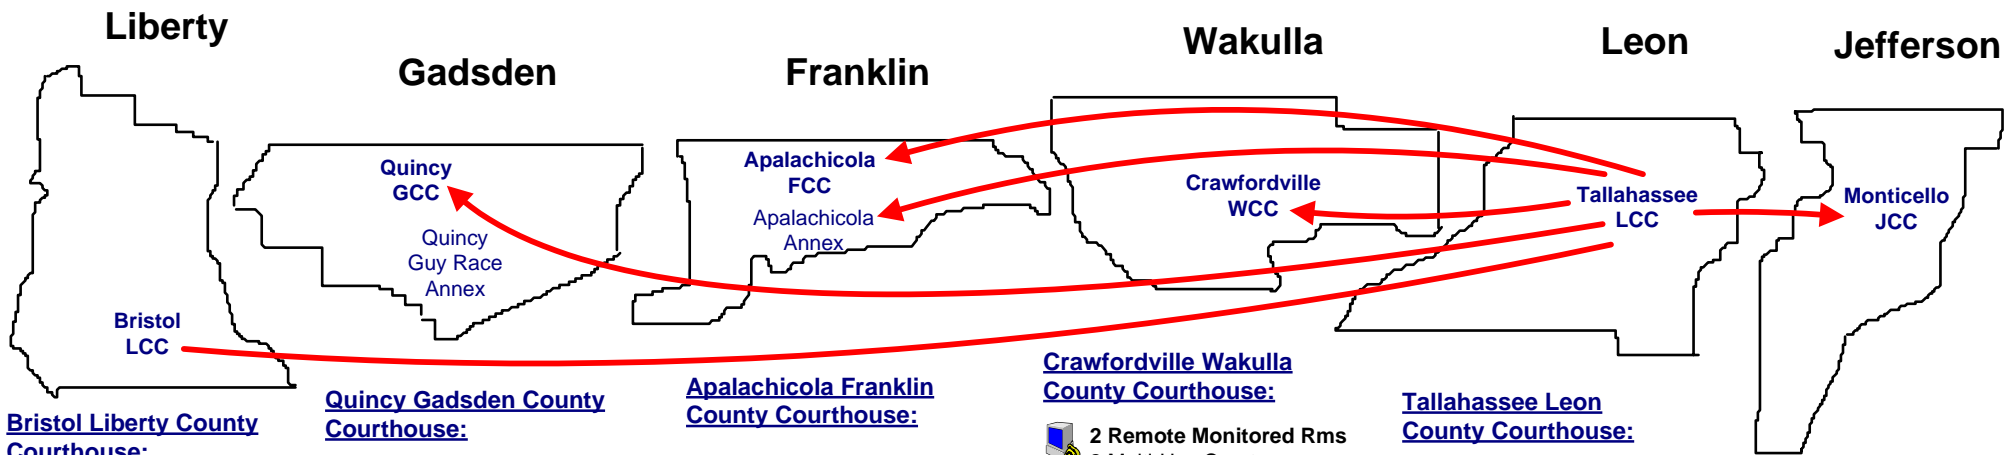 Liberty
Gadsden
Franklin
Wakulla
Leon
Jefferson
Quincy
GCC
Quincy
Guy Race
Annex
Apalachicola
FCC
Apalachicola
Annex
Crawfordville
WCC
Tallahassee
LCC
Monticello
JCC
Bristol
LCC
Bristol Liberty County
Courthouse:
Quincy Gadsden County
Courthouse:
Apalachicola Franklin
County Courthouse:
Crawfordville Wakulla
County Courthouse:
2 Remote Monitored Rms
Tallahassee Leon
County Courthouse: